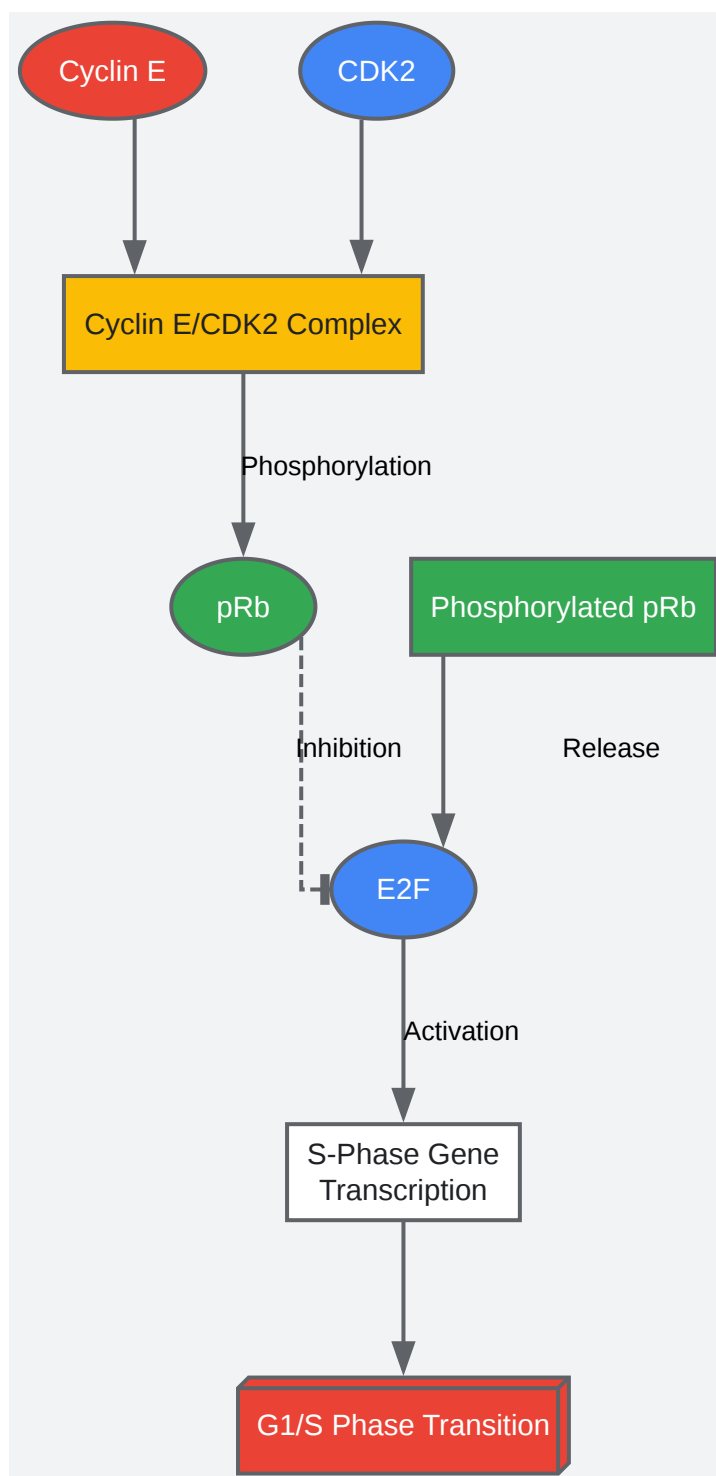 Cyclin E
CDK2
Cyclin E/CDK2 Complex
Phosphorylation
pRb
Phosphorylated pRb
Inhibition
Release
E2F
Activation
S-Phase Gene
Transcription
G1/S Phase Transition